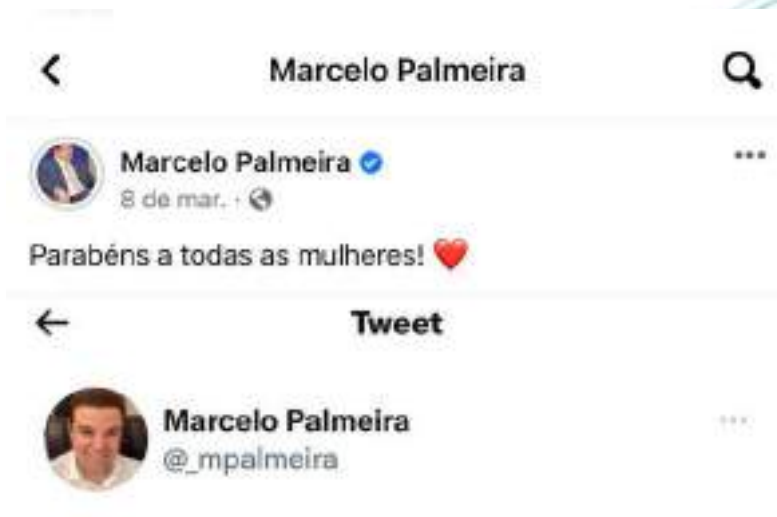 Marcelo Palmeira
Marcelo Palmeira
8 de mar. ·
Parabéns a todas as mulheres! ❤️
Tweet
Marcelo Palmeira
@_mpalmeira